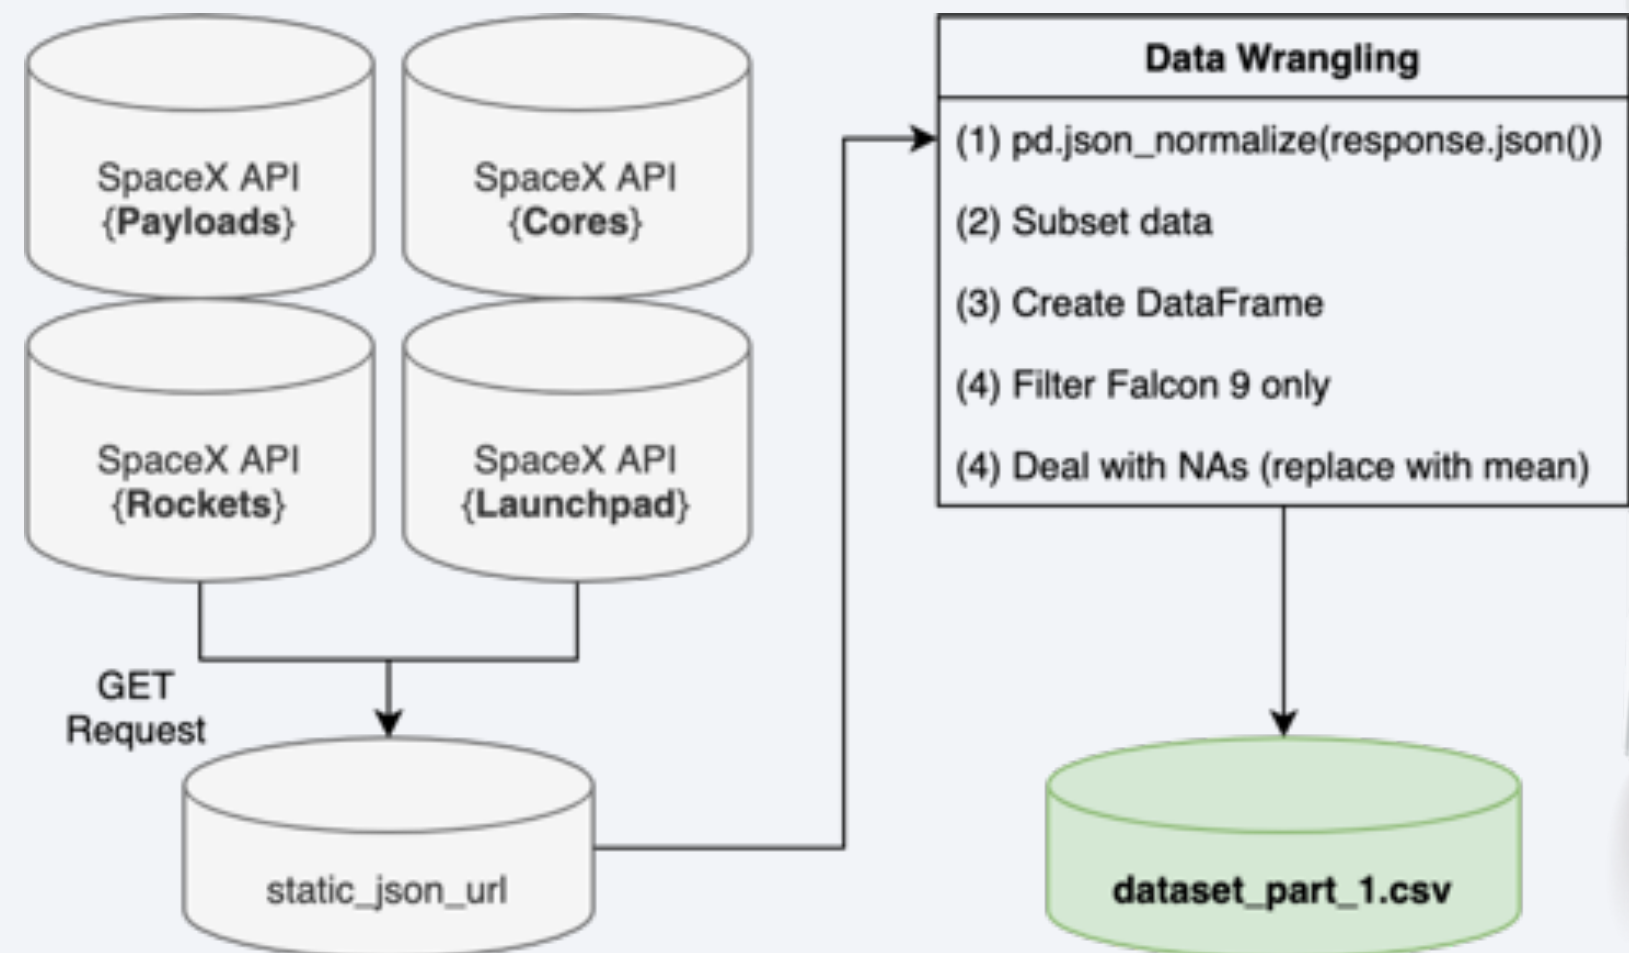 SpaceX API
{Payloads}
SpaceX API
{Cores}
SpaceX API
{Rockets}
SpaceX API
{Launchpad}
GET
Request
static_json_url
Data Wrangling
(1) pd.json_normalize(response.json())
(2) Subset data
(3) Create DataFrame
(4) Filter Falcon 9 only
(4) Deal with NAs (replace with mean)
dataset_part_1.csv